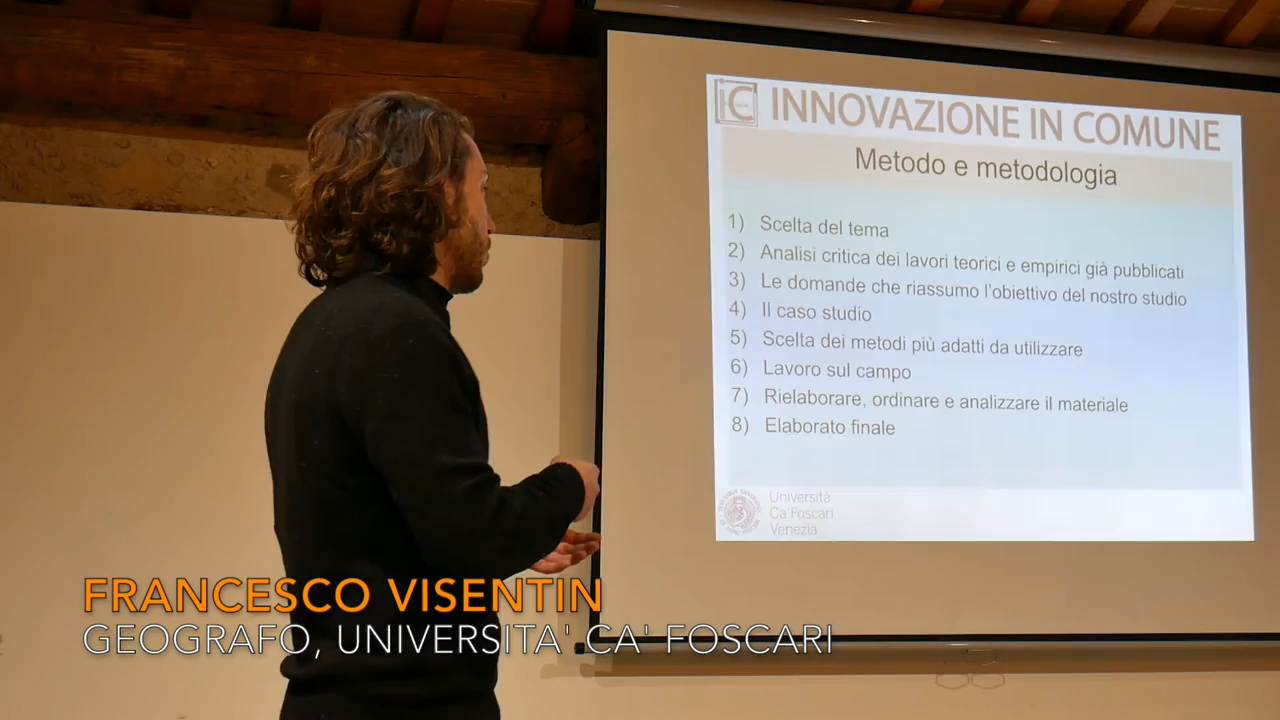 iC INNOVAZIONE IN COMUNE
Metodo e metodologia
1) Scelta del tema
2) Analisi critica dei lavori teorici e empirici già pubblicati
3) Le domande che riassumo l'obiettivo del nostro studio
4) Il caso studio
5) Scelta dei metodi più adatti da utilizzare
6) Lavoro sul campo
7) Rielaborare, ordinare e analizzare il materiale
8) Elaborato finale
Università
Ca' Foscari
Venezia
FRANCESCO VISENTIN
GEOGRAFO, UNIVERSITA' CA' FOSCARI